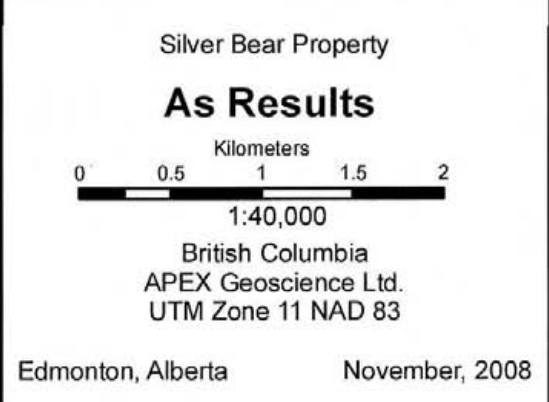 Silver Bear Property
As Results
Kilometers
0 0.5 1 1.5 2
1:40,000
British Columbia
APEX Geoscience Ltd.
UTM Zone 11 NAD 83
Edmonton, Alberta November, 2008